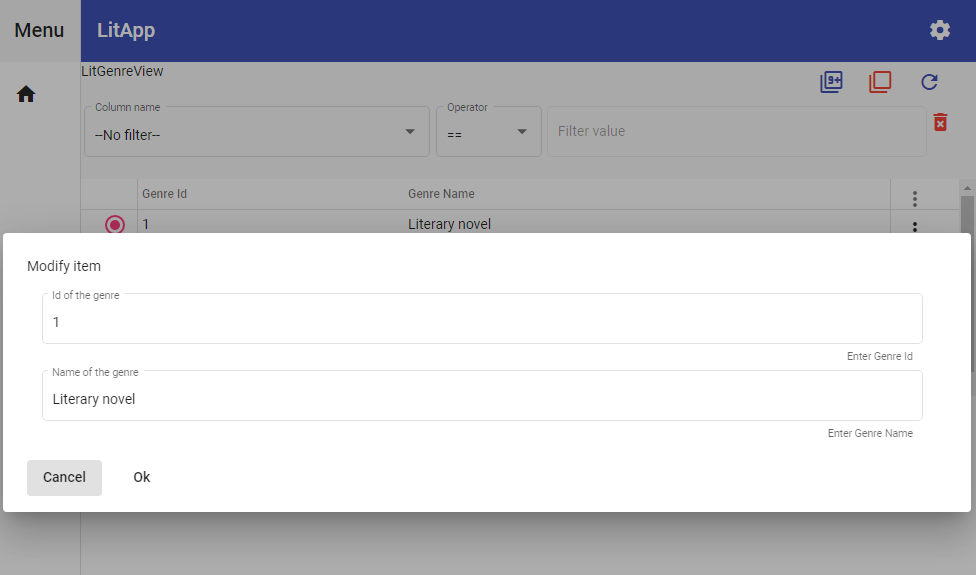 Menu
LitApp
LitGenreView
9+
Column name
Operator
--No filter--
==
Filter value
Genre Id
Genre Name
1
Literary novel
Modify item
Id of the genre
1
Enter Genre Id
Name of the genre
Literary novel
Enter Genre Name
Cancel
Ok